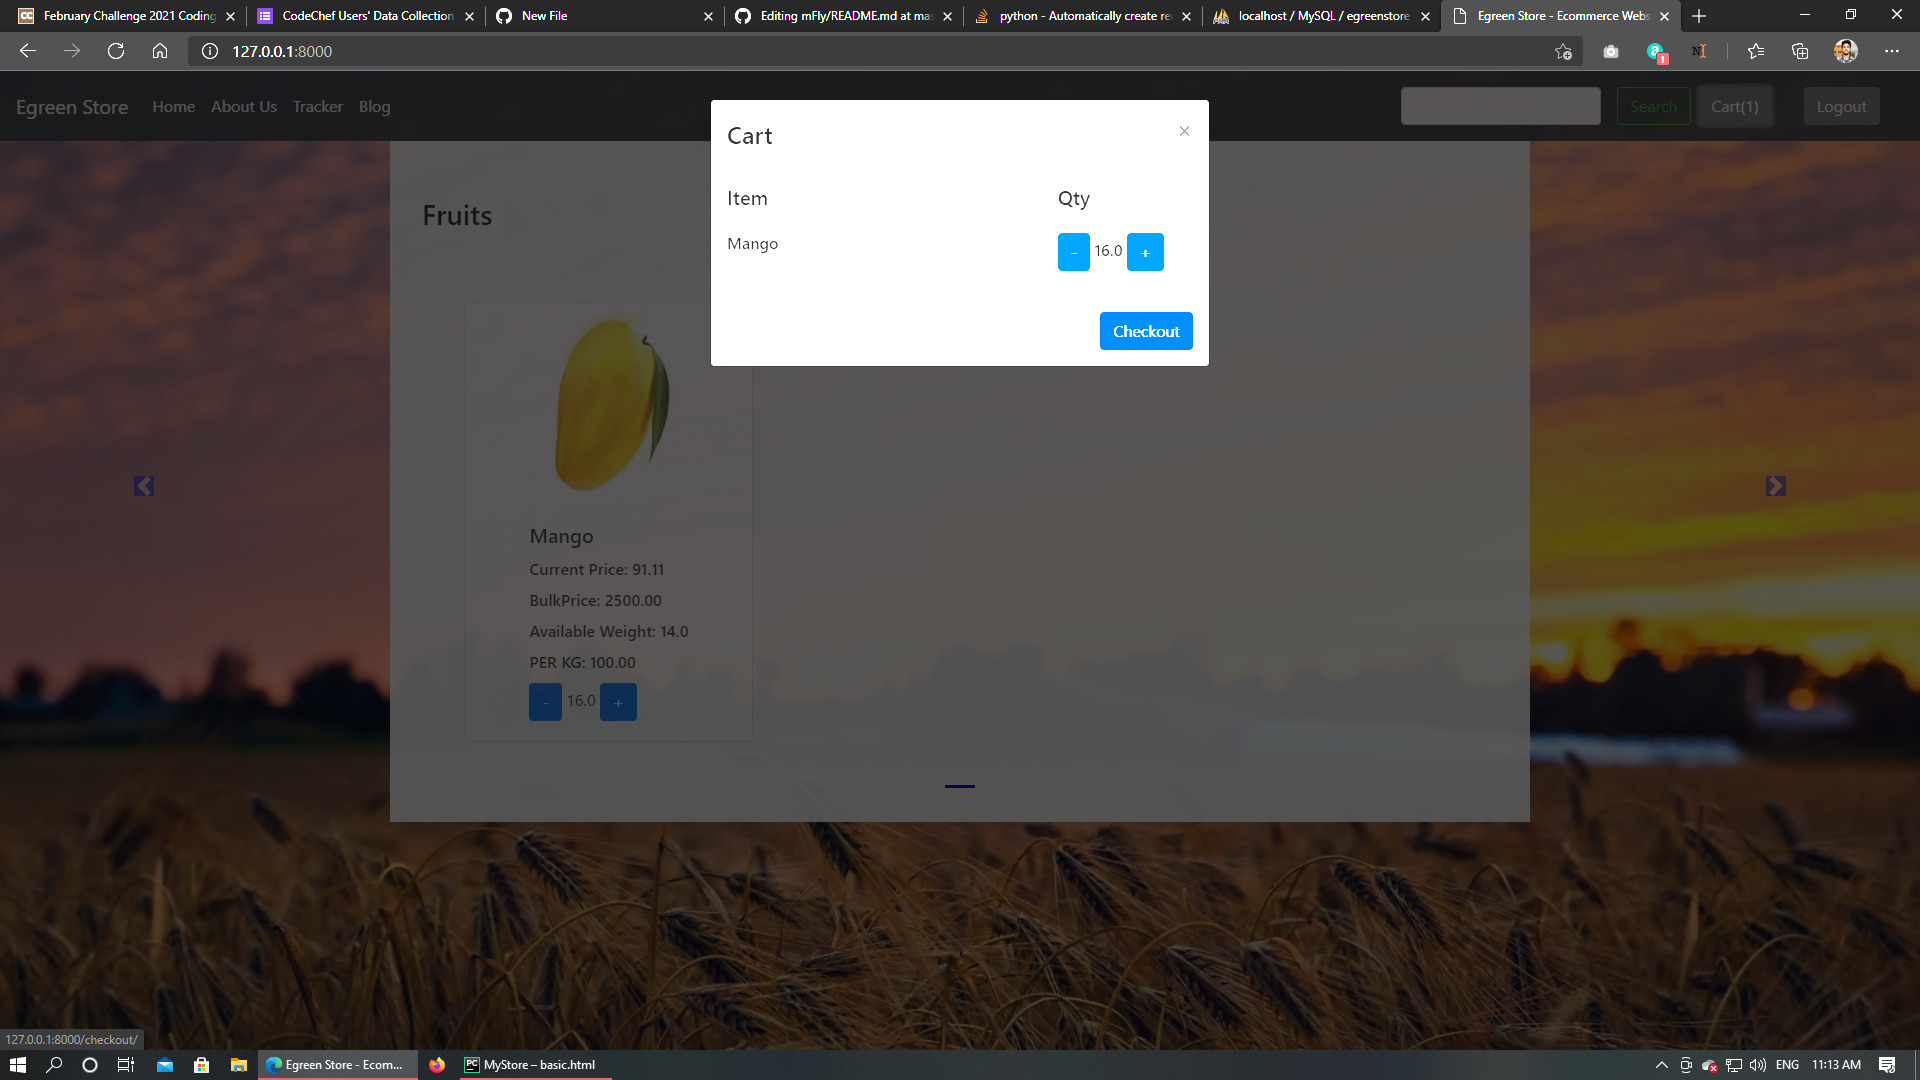 February Challenge 2021 Coding
CodeChef Users' Data Collection
New File
Editing mFly/README.md at mas
python - Automatically create re
localhost / MySQL / egreenstore
Egreen Store - Ecommerce Webs
127.0.0.1:8000
1
Egreen Store
Home
About Us
Tracker
Blog
Search
Cart(1)
Logout
Cart
×
Item
Qty
Mango
- 16.0 +
Checkout
Fruits
Mango
Current Price: 91.11
BulkPrice: 2500.00
Available Weight: 14.0
PER KG: 100.00
- 16.0 +
127.0.0.1:8000/checkout/
Egreen Store - Ecom...
PC MyStore – basic.html
ENG
11:13 AM